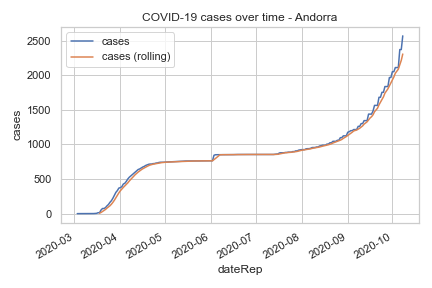 COVID-19 cases over time - Andorra
cases
cases (rolling)
2500
2000
1500
1000
500
0
cases
2020-03
2020-04
2020-05
2020-06
2020-07
2020-08
2020-09
2020-10
dateRep